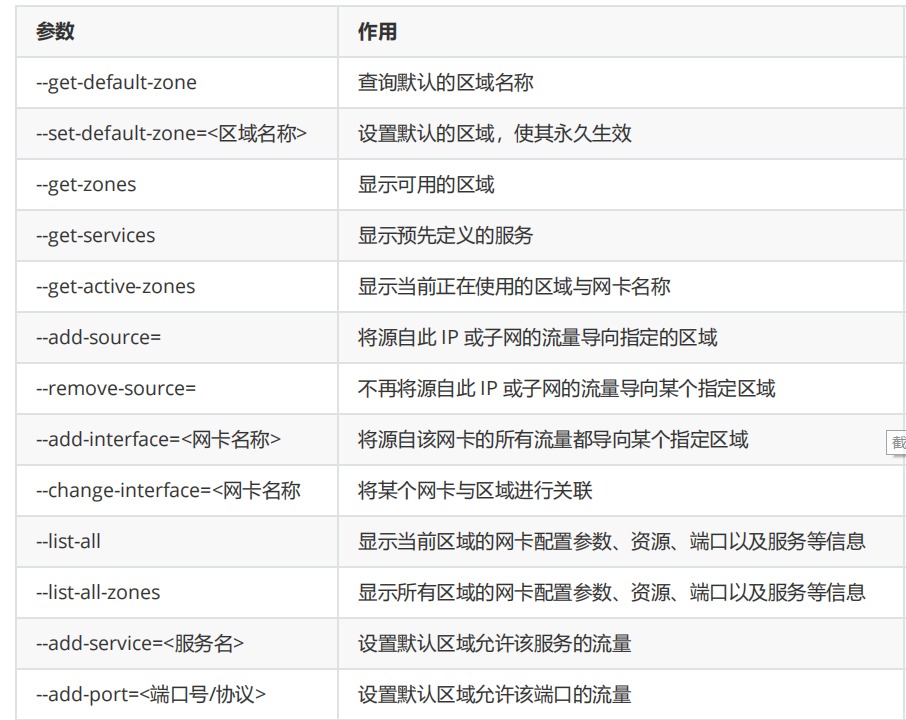 参数 作用
--get-default-zone 查询默认的区域名称
--set-default-zone=<区域名称> 设置默认的区域，使其永久生效
--get-zones 显示可用的区域
--get-services 显示预先定义的服务
--get-active-zones 显示当前正在使用的区域与网卡名称
--add-source= 将源自此 IP 或子网的流量导向指定的区域
--remove-source= 不再将源自此 IP 或子网的流量导向某个指定区域
--add-interface=<网卡名称> 将源自该网卡的所有流量都导向某个指定区域
截
--change-interface=<网卡名称 将某个网卡与区域进行关联
--list-all 显示当前区域的网卡配置参数、资源、端口以及服务等信息
--list-all-zones 显示所有区域的网卡配置参数、资源、端口以及服务等信息
--add-service=<服务名> 设置默认区域允许该服务的流量
--add-port=<端口号/协议> 设置默认区域允许该端口的流量